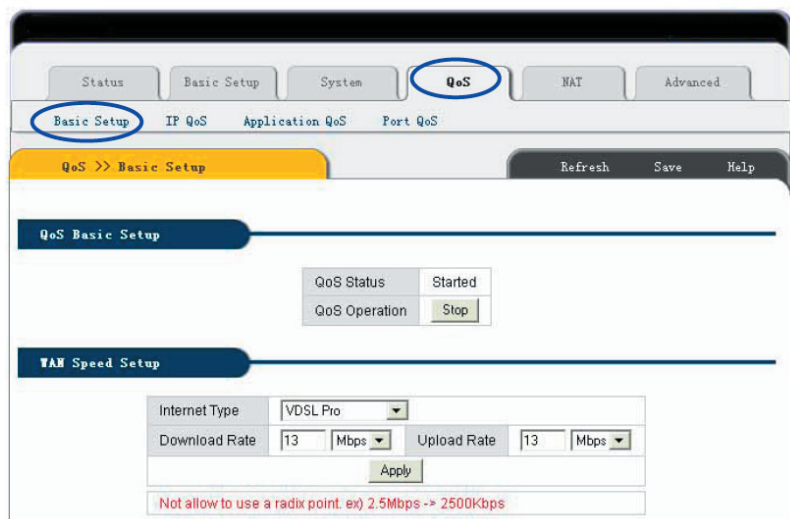 Status Basic Setup System QoS NAT Advanced
Basic Setup IP QoS Application QoS Port QoS
QoS >> Basic Setup Refresh Save Help
QoS Basic Setup
QoS Status Started
QoS Operation Stop
WAN Speed Setup
Internet Type VDSL Pro
Download Rate 13 Mbps Upload Rate 13 Mbps
Apply
Not allow to use a radix point. ex) 2.5Mbps -> 2500Kbps